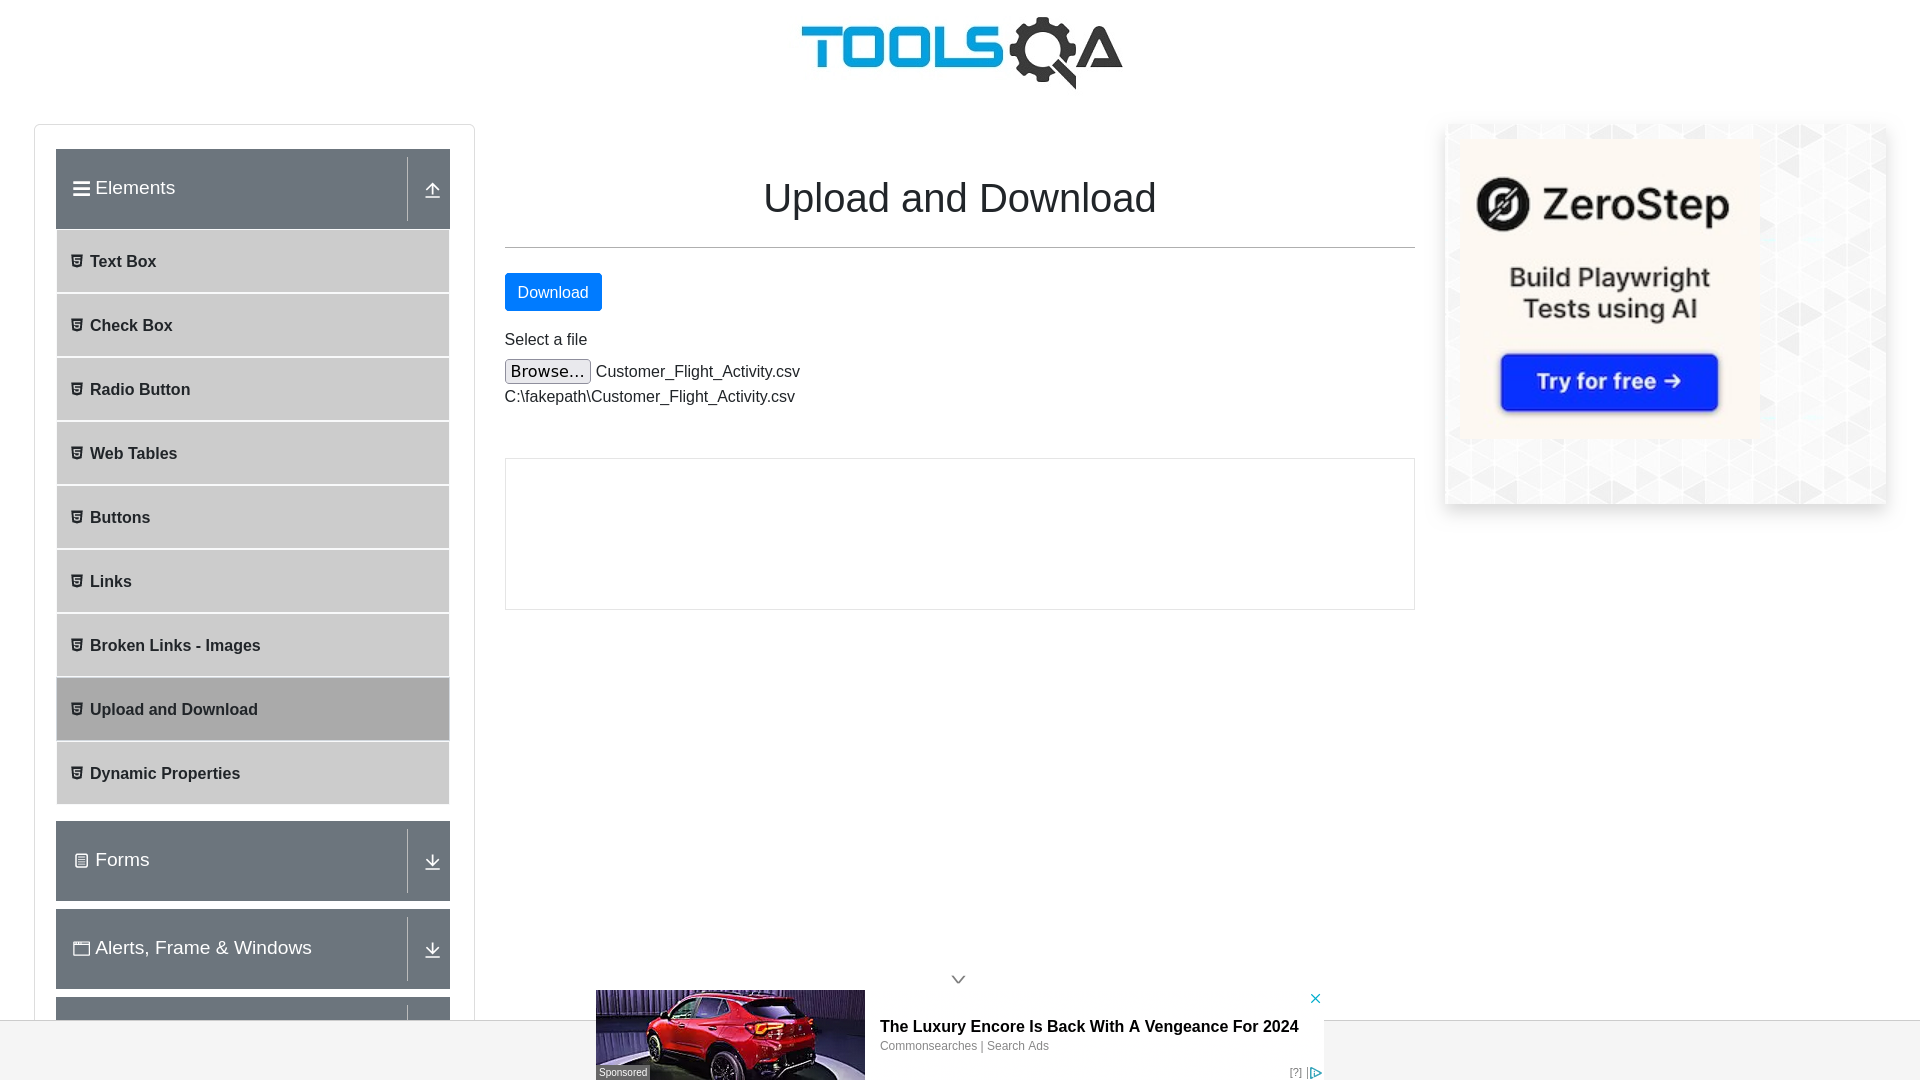 TOOLSQA
Elements
Text Box
Check Box
Radio Button
Web Tables
Buttons
Links
Broken Links - Images
Upload and Download
Dynamic Properties
Forms
Alerts, Frame & Windows
Upload and Download
Download
Select a file
Browse... Customer_Flight_Activity.csv
C:\fakepath\Customer_Flight_Activity.csv
ZeroStep
Build Playwright
Tests using AI
Try for free →
The Luxury Encore Is Back With A Vengeance For 2024
Commonsearches | Search Ads
Sponsored
[?]